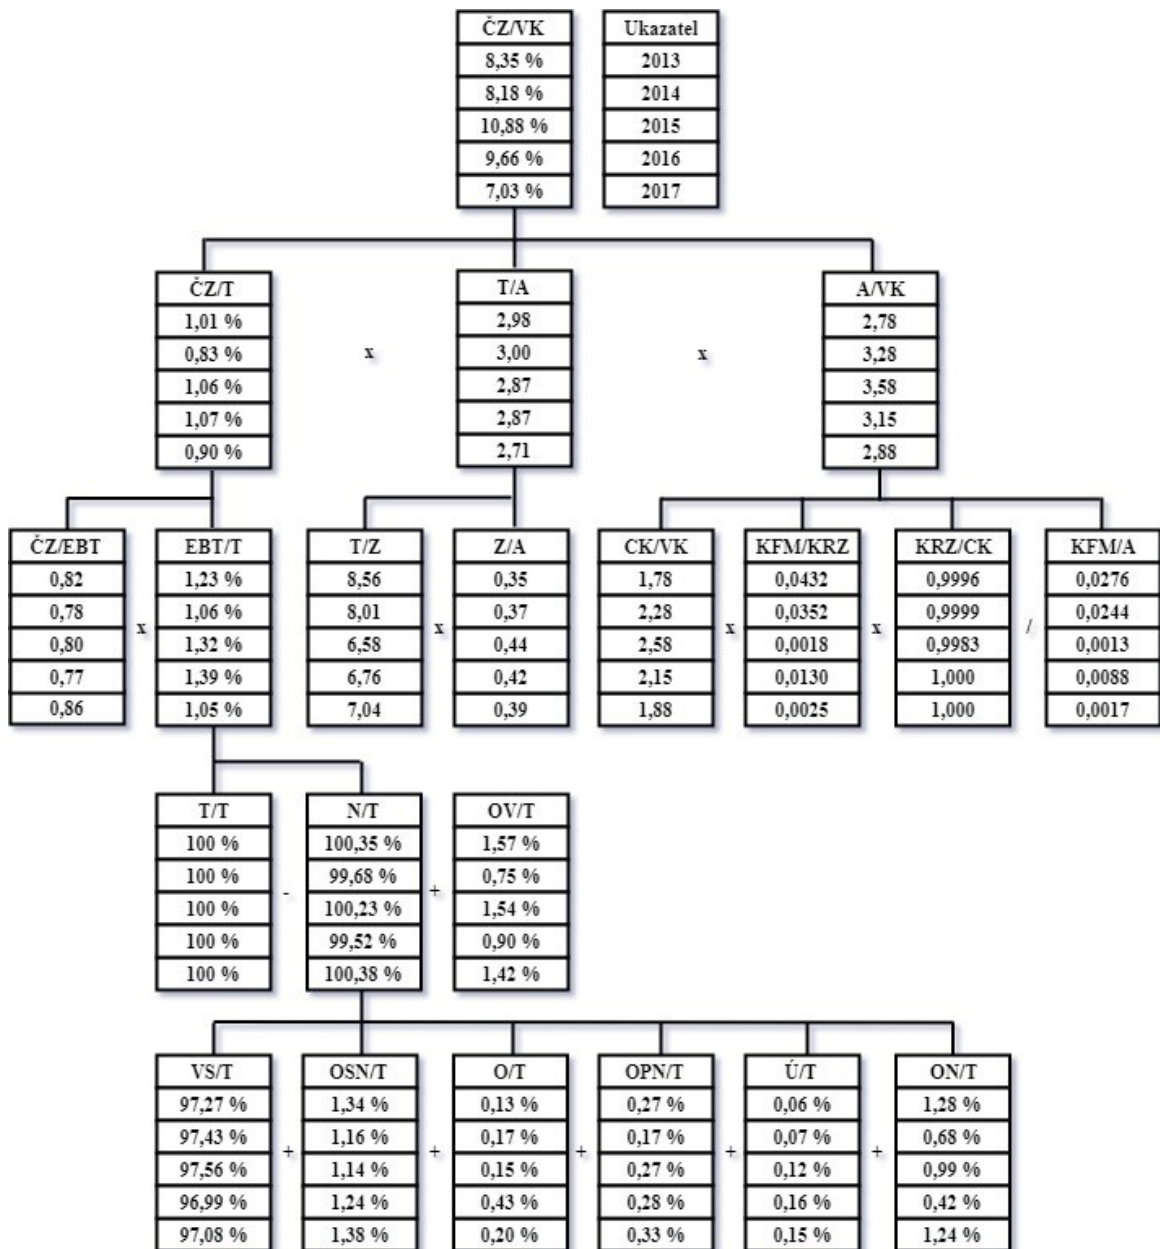 ČZ/VK Ukazatel
8,35 % 2013
8,18 % 2014
10,88 % 2015
9,66 % 2016
7,03 % 2017
ČZ/T T/A A/VK
1,01 % 2,98 2,78
0,83 % x 3,00 x 3,28
1,06 % 2,87 3,58
1,07 % 2,87 3,15
0,90 % 2,71 2,88
ČZ/EBT EBT/T T/Z Z/A CK/VK KFM/KRZ KRZ/CK KFM/A
0,82 1,23 % 8,56 0,35 1,78 0,0432 0,9996 0,0276
0,78 1,06 % 8,01 0,37 2,28 0,0352 0,9999 0,0244
0,80 x 1,32 % 6,58 x 0,44 2,58 x 0,0018 x 0,9983 / 0,0013
0,77 1,39 % 6,76 0,42 2,15 0,0130 1,000 0,0088
0,86 1,05 % 7,04 0,39 1,88 0,0025 1,000 0,0017
T/T N/T OV/T
100 % 100,35 % 1,57 %
100 % 99,68 % 0,75 %
100 % - 100,23 % + 1,54 %
100 % 99,52 % 0,90 %
100 % 100,38 % 1,42 %
VS/T OSN/T O/T OPN/T Ú/T ON/T
97,27 % 1,34 % 0,13 % 0,27 % 0,06 % 1,28 %
97,43 % 1,16 % 0,17 % 0,17 % 0,07 % 0,68 %
97,56 % + 1,14 % + 0,15 % + 0,27 % + 0,12 % + 0,99 %
96,99 % 1,24 % 0,43 % 0,28 % 0,16 % 0,42 %
97,08 % 1,38 % 0,20 % 0,33 % 0,15 % 1,24 %